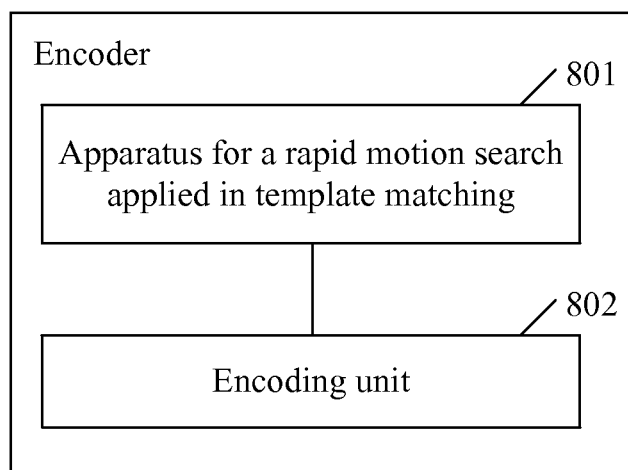 Encoder
801
Apparatus for a rapid motion search
applied in template matching
802
Encoding unit